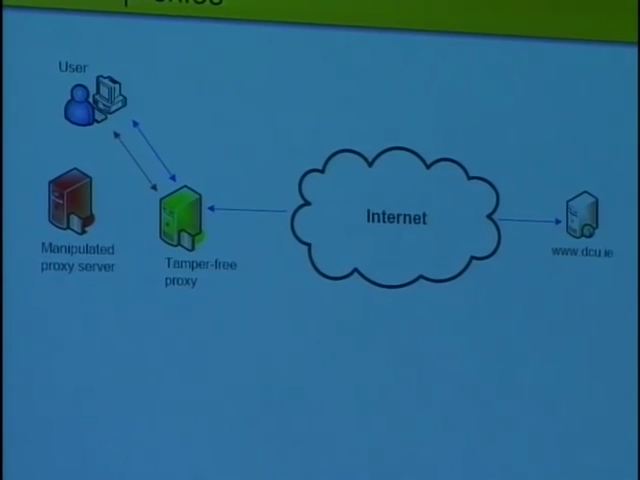 User
Internet
www.dcu.ie
Manipulated
proxy server
Tamper-free
proxy